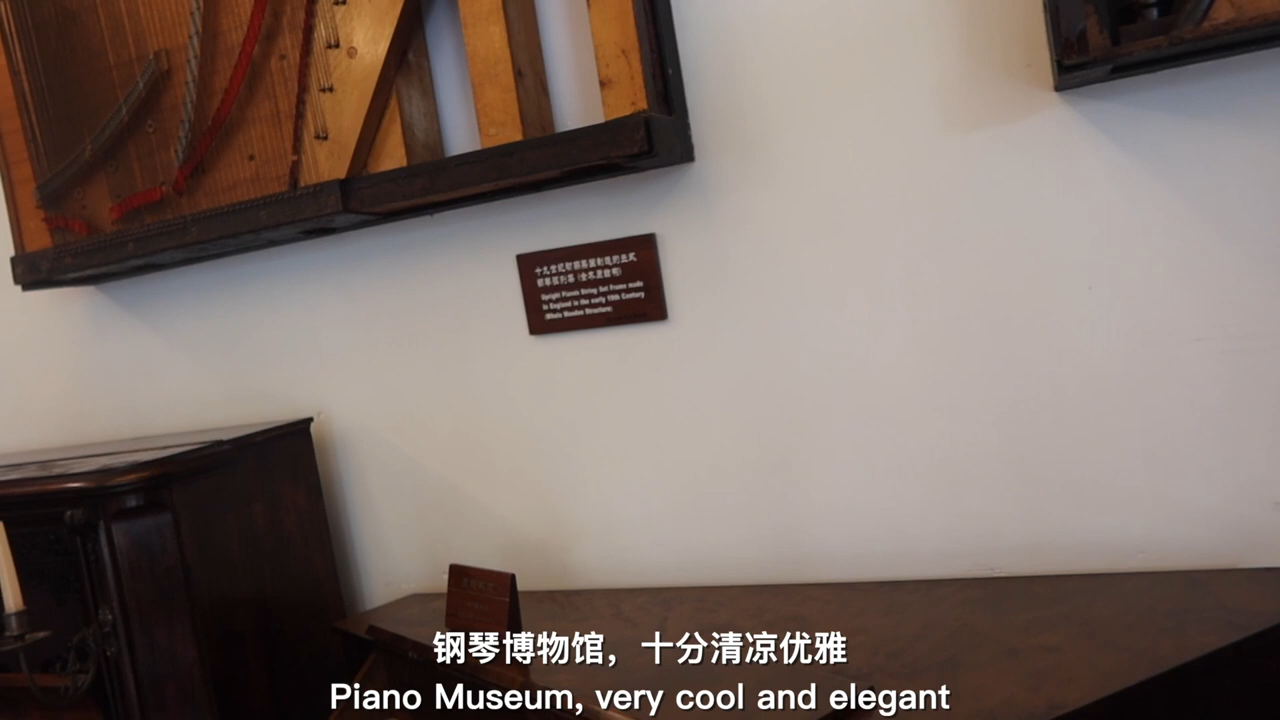 十九世纪初期英国制造的立式
钢琴弦列架（全木质结构）
Upright Pianos String Set Frame made
in England in the early 19th Century
(Whole Wooden Structure)
钢琴博物馆，十分清凉优雅
Piano Museum, very cool and elegant